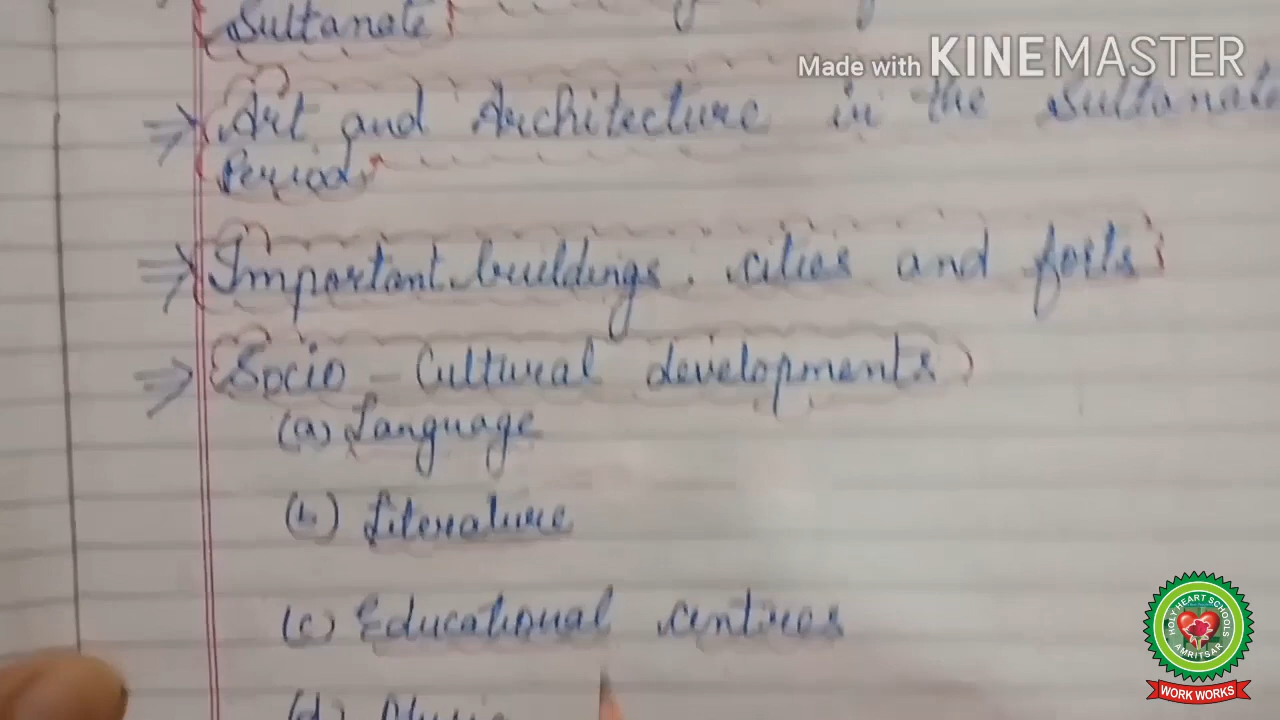 Sultanate:
Made with KINEMASTER
⇒ Art and Architecture in the Sultanate
Period:
⇒ Important buildings, cities and forts:
⇒ Socio - Cultural developments:
(a) Language
(b) Literature
(c) Educational centres
(d) Music
HOLY HEART SCHOOLS
AMRITSAR
WORK WORKS